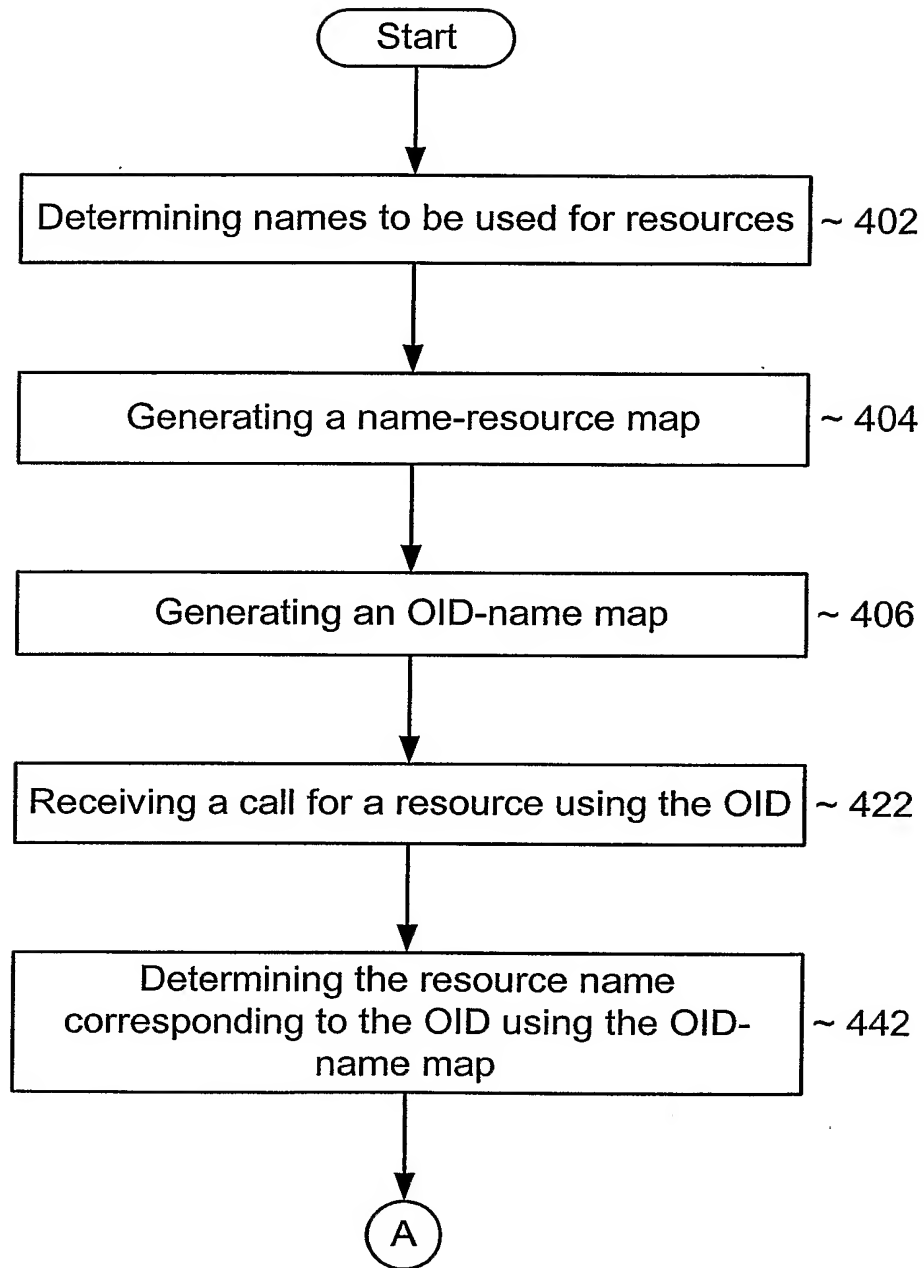 Start
Determining names to be used for resources ~ 402
Generating a name-resource map ~ 404
Generating an OID-name map ~ 406
Receiving a call for a resource using the OID ~ 422
Determining the resource name
corresponding to the OID using the OID- ~ 442
name map
A